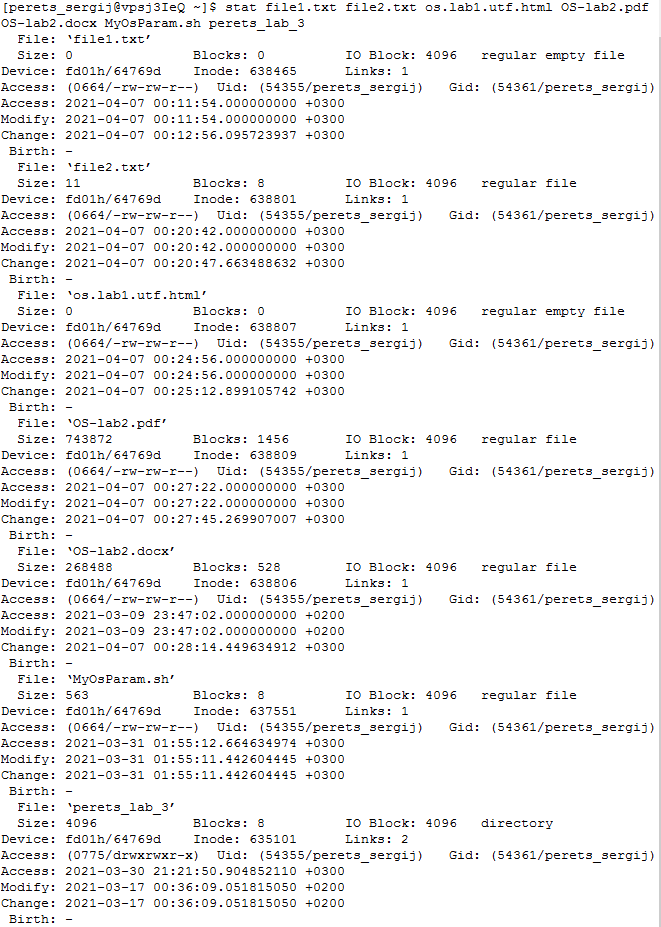 [perets_sergij@vpsj3IeQ ~]$ stat file1.txt file2.txt os.lab1.utf.html OS-lab2.pdf
OS-lab2.docx MyOsParam.sh perets_lab_3
  File: ‘file1.txt’
  Size: 0               Blocks: 0          IO Block: 4096   regular empty file
Device: fd01h/64769d    Inode: 638465      Links: 1
Access: (0664/-rw-rw-r--)  Uid: (54355/perets_sergij)   Gid: (54361/perets_sergij)
Access: 2021-04-07 00:11:54.000000000 +0300
Modify: 2021-04-07 00:11:54.000000000 +0300
Change: 2021-04-07 00:12:56.095723937 +0300
 Birth: -
  File: ‘file2.txt’
  Size: 11              Blocks: 8          IO Block: 4096   regular file
Device: fd01h/64769d    Inode: 638801      Links: 1
Access: (0664/-rw-rw-r--)  Uid: (54355/perets_sergij)   Gid: (54361/perets_sergij)
Access: 2021-04-07 00:20:42.000000000 +0300
Modify: 2021-04-07 00:20:42.000000000 +0300
Change: 2021-04-07 00:20:47.663488632 +0300
 Birth: -
  File: ‘os.lab1.utf.html’
  Size: 0               Blocks: 0          IO Block: 4096   regular empty file
Device: fd01h/64769d    Inode: 638807      Links: 1
Access: (0664/-rw-rw-r--)  Uid: (54355/perets_sergij)   Gid: (54361/perets_sergij)
Access: 2021-04-07 00:24:56.000000000 +0300
Modify: 2021-04-07 00:24:56.000000000 +0300
Change: 2021-04-07 00:25:12.899105742 +0300
 Birth: -
  File: ‘OS-lab2.pdf’
  Size: 743872          Blocks: 1456       IO Block: 4096   regular file
Device: fd01h/64769d    Inode: 638809      Links: 1
Access: (0664/-rw-rw-r--)  Uid: (54355/perets_sergij)   Gid: (54361/perets_sergij)
Access: 2021-04-07 00:27:22.000000000 +0300
Modify: 2021-04-07 00:27:22.000000000 +0300
Change: 2021-04-07 00:27:45.269907007 +0300
 Birth: -
  File: ‘OS-lab2.docx’
  Size: 268488          Blocks: 528        IO Block: 4096   regular file
Device: fd01h/64769d    Inode: 638806      Links: 1
Access: (0664/-rw-rw-r--)  Uid: (54355/perets_sergij)   Gid: (54361/perets_sergij)
Access: 2021-03-09 23:47:02.000000000 +0200
Modify: 2021-03-09 23:47:02.000000000 +0200
Change: 2021-04-07 00:28:14.449634912 +0300
 Birth: -
  File: ‘MyOsParam.sh’
  Size: 563             Blocks: 8          IO Block: 4096   regular file
Device: fd01h/64769d    Inode: 637551      Links: 1
Access: (0664/-rw-rw-r--)  Uid: (54355/perets_sergij)   Gid: (54361/perets_sergij)
Access: 2021-03-31 01:55:12.664634974 +0300
Modify: 2021-03-31 01:55:11.442604445 +0300
Change: 2021-03-31 01:55:11.442604445 +0300
 Birth: -
  File: ‘perets_lab_3’
  Size: 4096            Blocks: 8          IO Block: 4096   directory
Device: fd01h/64769d    Inode: 635101      Links: 2
Access: (0775/drwxrwxr-x)  Uid: (54355/perets_sergij)   Gid: (54361/perets_sergij)
Access: 2021-03-30 21:21:50.904852110 +0300
Modify: 2021-03-17 00:36:09.051815050 +0200
Change: 2021-03-17 00:36:09.051815050 +0200
 Birth: -